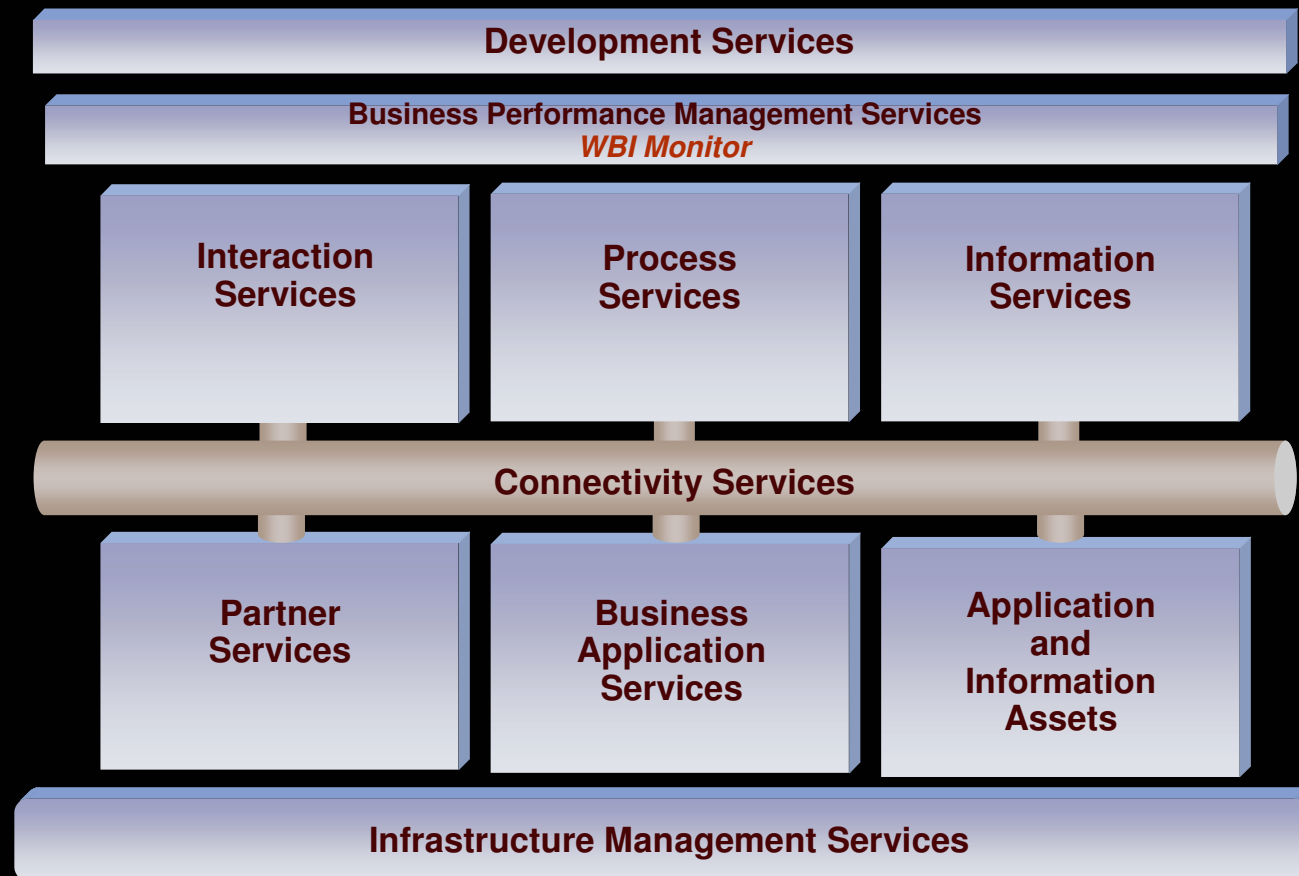 Development Services
Business Performance Management Services
WBI Monitor
Interaction
Services
Process
Services
Information
Services
Connectivity Services
Partner
Services
Business
Application
Services
Application
and
Information
Assets
Infrastructure Management Services